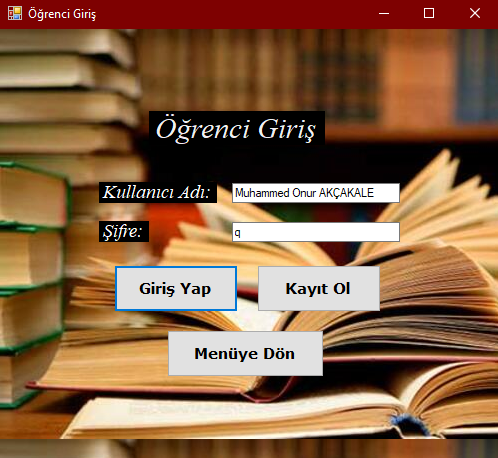 Öğrenci Giriş
Öğrenci Giriş
Kullanıcı Adı: Muhammed Onur AKÇAKALE
Şifre: q
Giriş Yap Kayıt Ol
Menüye Dön